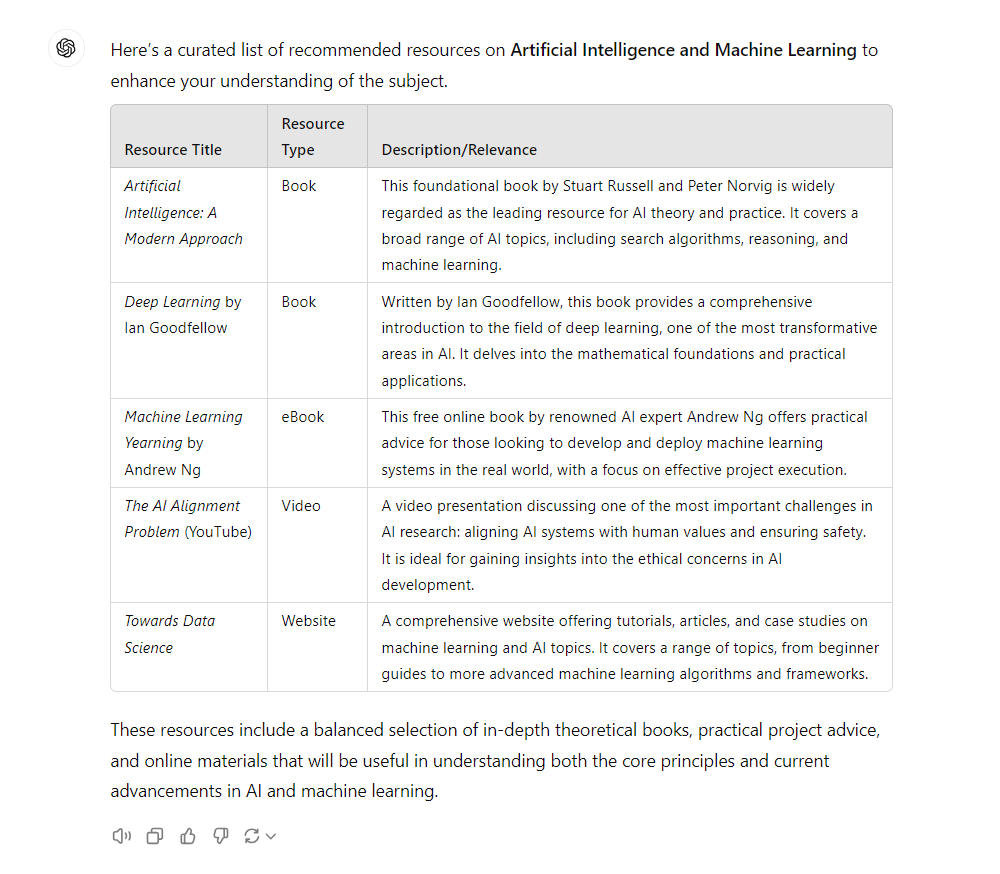 Here's a curated list of recommended resources on Artificial Intelligence and Machine Learning to
enhance your understanding of the subject.
Resource Title
Resource
Type
Description/Relevance
Artificial
Intelligence: A
Modern Approach
Book
This foundational book by Stuart Russell and Peter Norvig is widely
regarded as the leading resource for AI theory and practice. It covers a
broad range of AI topics, including search algorithms, reasoning, and
machine learning.
Deep Learning by
Ian Goodfellow
Book
Written by Ian Goodfellow, this book provides a comprehensive
introduction to the field of deep learning, one of the most transformative
areas in AI. It delves into the mathematical foundations and practical
applications.
Machine Learning
Yearning by
Andrew Ng
eBook
This free online book by renowned AI expert Andrew Ng offers practical
advice for those looking to develop and deploy machine learning
systems in the real world, with a focus on effective project execution.
The AI Alignment
Problem (YouTube)
Video
A video presentation discussing one of the most important challenges in
AI research: aligning AI systems with human values and ensuring safety.
It is ideal for gaining insights into the ethical concerns in AI
development.
Towards Data
Science
Website
A comprehensive website offering tutorials, articles, and case studies on
machine learning and AI topics. It covers a range of topics, from beginner
guides to more advanced machine learning algorithms and frameworks.
These resources include a balanced selection of in-depth theoretical books, practical project advice,
and online materials that will be useful in understanding both the core principles and current
advancements in AI and machine learning.